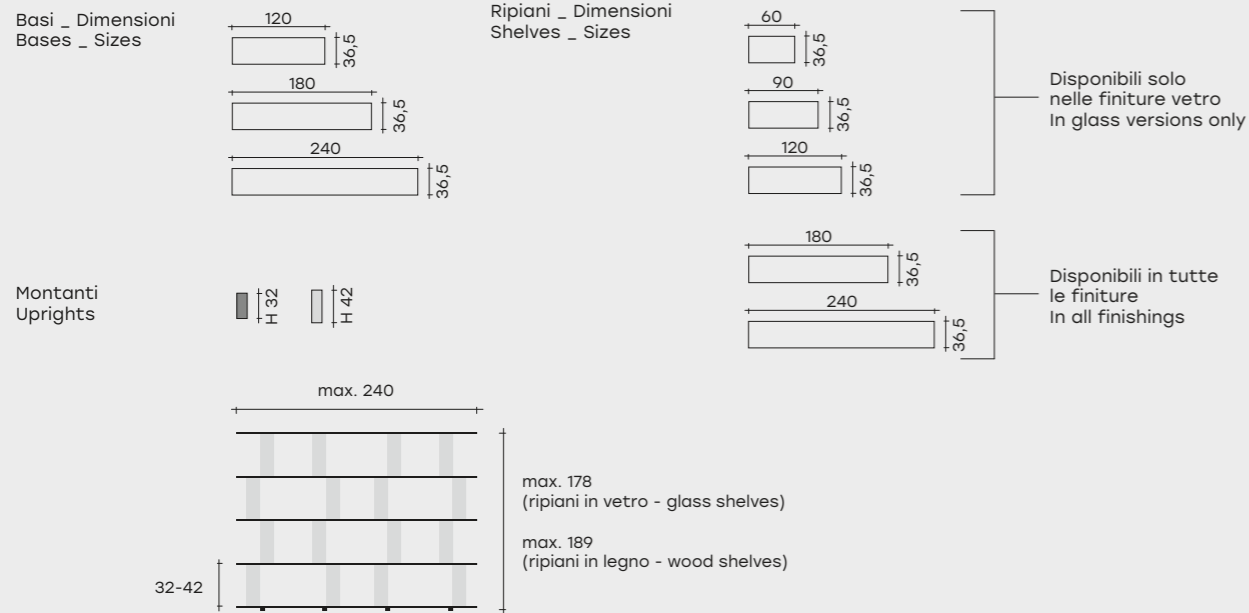 Basi _ Dimensioni
Bases _ Sizes
120
36,5
180
36,5
240
36,5
Montanti
Uprights
H 32
H 42
Ripiani _ Dimensioni
Shelves _ Sizes
60
36,5
90
36,5
120
36,5
Disponibili solo
nelle finiture vetro
In glass versions only
180
36,5
240
36,5
Disponibili in tutte
le finiture
In all finishings
max. 240
max. 178
(ripiani in vetro - glass shelves)
max. 189
(ripiani in legno - wood shelves)
32-42